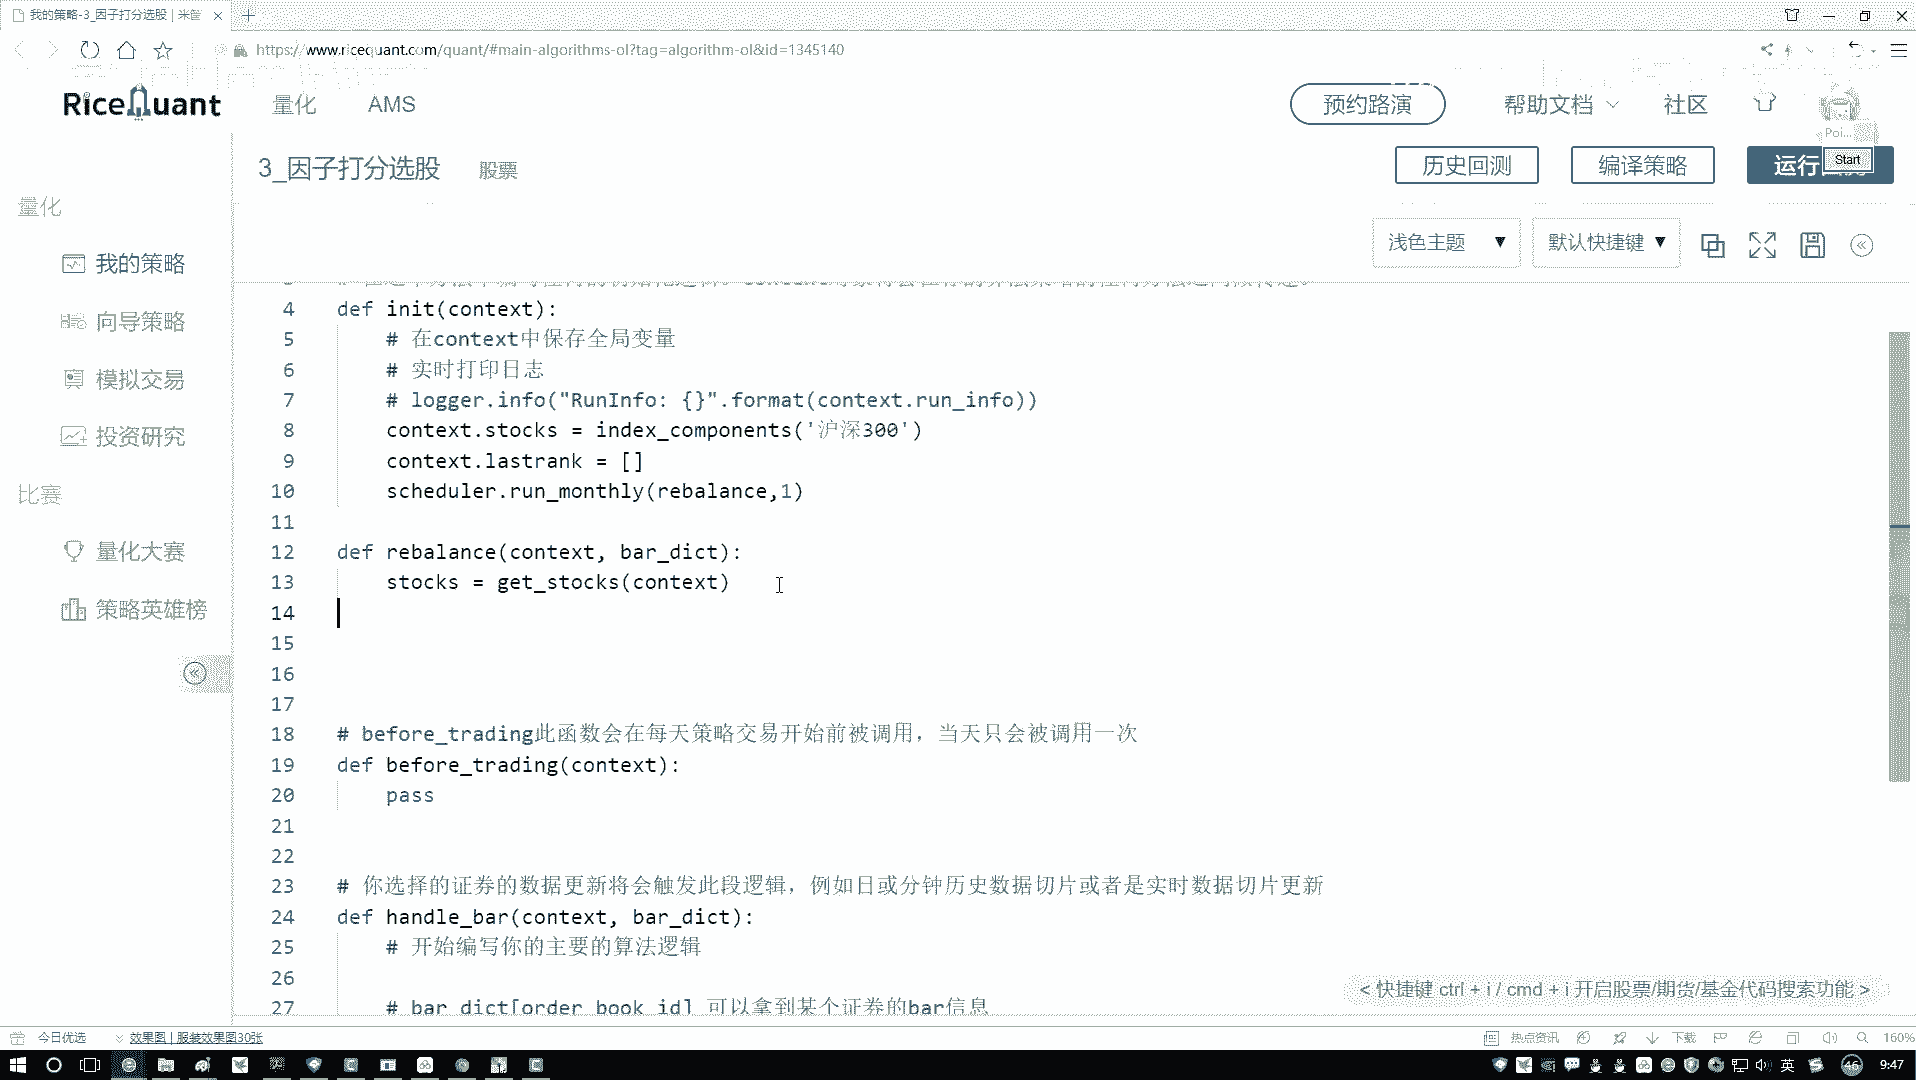 我的策略-3_因子打分选股 | 米筐
https://www.ricequant.com/quant/#main-algorithms-ol?tag=algorithm-ol&id=1345140
RiceQuant
量化
AMS
预约路演
帮助文档
社区
Poi...
3_因子打分选股
股票
历史回测
编译策略
运行
Start
浅色主题 ▼
默认快捷键 ▼
量化
我的策略
向导策略
模拟交易
投资研究
比赛
量化大赛
策略英雄榜
4 def init(context):
5 # 在context中保存全局变量
6 # 实时打印日志
7 # logger.info("RunInfo: {}".format(context.run_info))
8 context.stocks = index_components('沪深300')
9 context.lastrank = []
10 scheduler.run_monthly(rebalance,1)
11
12 def rebalance(context, bar_dict):
13 stocks = get_stocks(context)
14
15
16
17
18 # before_trading此函数会在每天策略交易开始前被调用，当天只会被调用一次
19 def before_trading(context):
20 pass
21
22
23 # 你选择的证券的数据更新将会触发此段逻辑，例如日或分钟历史数据切片或者是实时数据切片更新
24 def handle_bar(context, bar_dict):
25 # 开始编写你的主要的算法逻辑
26
27 # bar_dict[order_book_id] 可以拿到某个证券的bar信息
< 快捷键 ctrl + i / cmd + i 开启股票/期货/基金代码搜索功能 >
今日优选
效果图 | 服装效果图30张
热点资讯
下载
160%
英
46
9:47